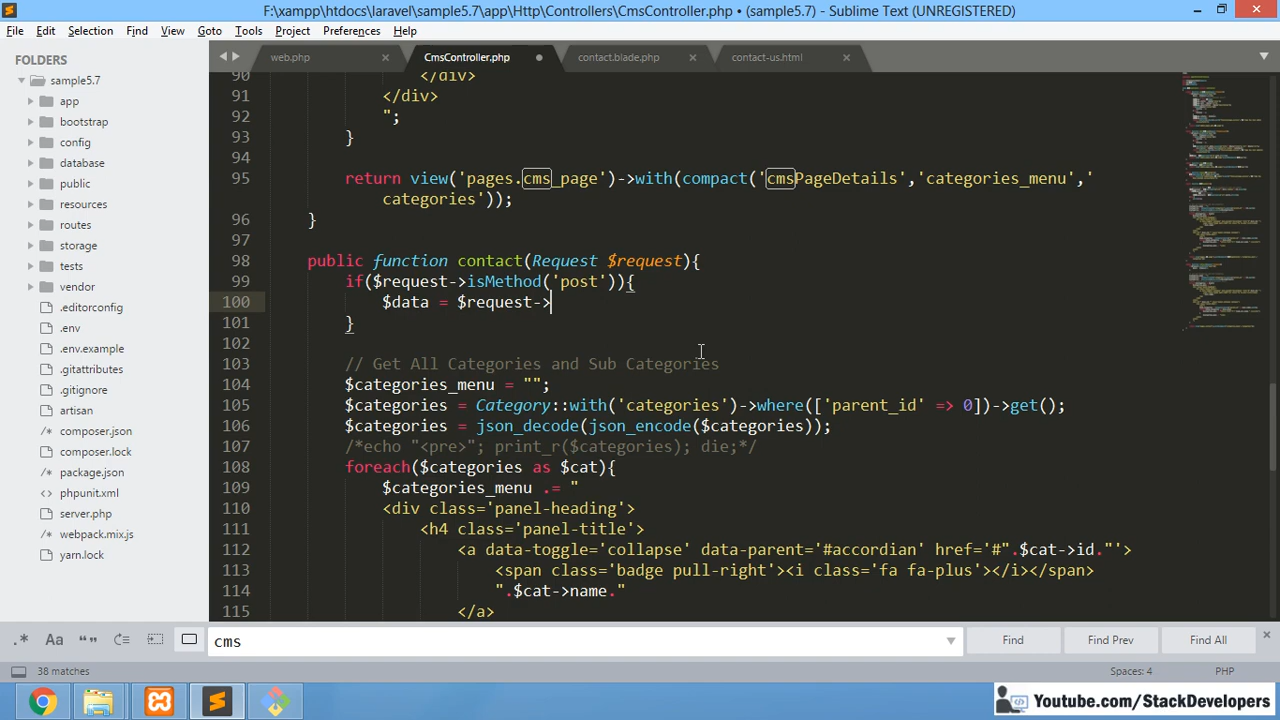 F:\xampp\htdocs\laravel\sample5.7\app\Http\Controllers\CmsController.php • (sample5.7) - Sublime Text (UNREGISTERED)
File Edit Selection Find View Goto Tools Project Preferences Help
FOLDERS
sample5.7
app
bootstrap
config
database
public
resources
routes
storage
tests
vendor
.editorconfig
.env
.env.example
.gitattributes
.gitignore
artisan
composer.json
composer.lock
package.json
phpunit.xml
server.php
webpack.mix.js
yarn.lock
web.php CmsController.php contact.blade.php contact-us.html
90 </div>
91 </div>
92 ";
93 }
94
95 return view('pages.cms_page')->with(compact('cmsPageDetails','categories_menu','
categories'));
96 }
97
98 public function contact(Request $request){
99 if($request->isMethod('post')){
100 $data = $request->
101 }
102
103 // Get All Categories and Sub Categories
104 $categories_menu = "";
105 $categories = Category::with('categories')->where(['parent_id' => 0])->get();
106 $categories = json_decode(json_encode($categories));
107 /*echo "<pre>"; print_r($categories); die;*/
108 foreach($categories as $cat){
109 $categories_menu .= "
110 <div class='panel-heading'>
111 <h4 class='panel-title'>
112 <a data-toggle='collapse' data-parent='#accordian' href='#".$cat->id."'>
113 <span class='badge pull-right'><i class='fa fa-plus'></i></span>
114 ".$cat->name."
115 </a>
.* Aa “ ” cms Find Find Prev Find All
38 matches Spaces: 4 PHP
Youtube.com/StackDevelopers